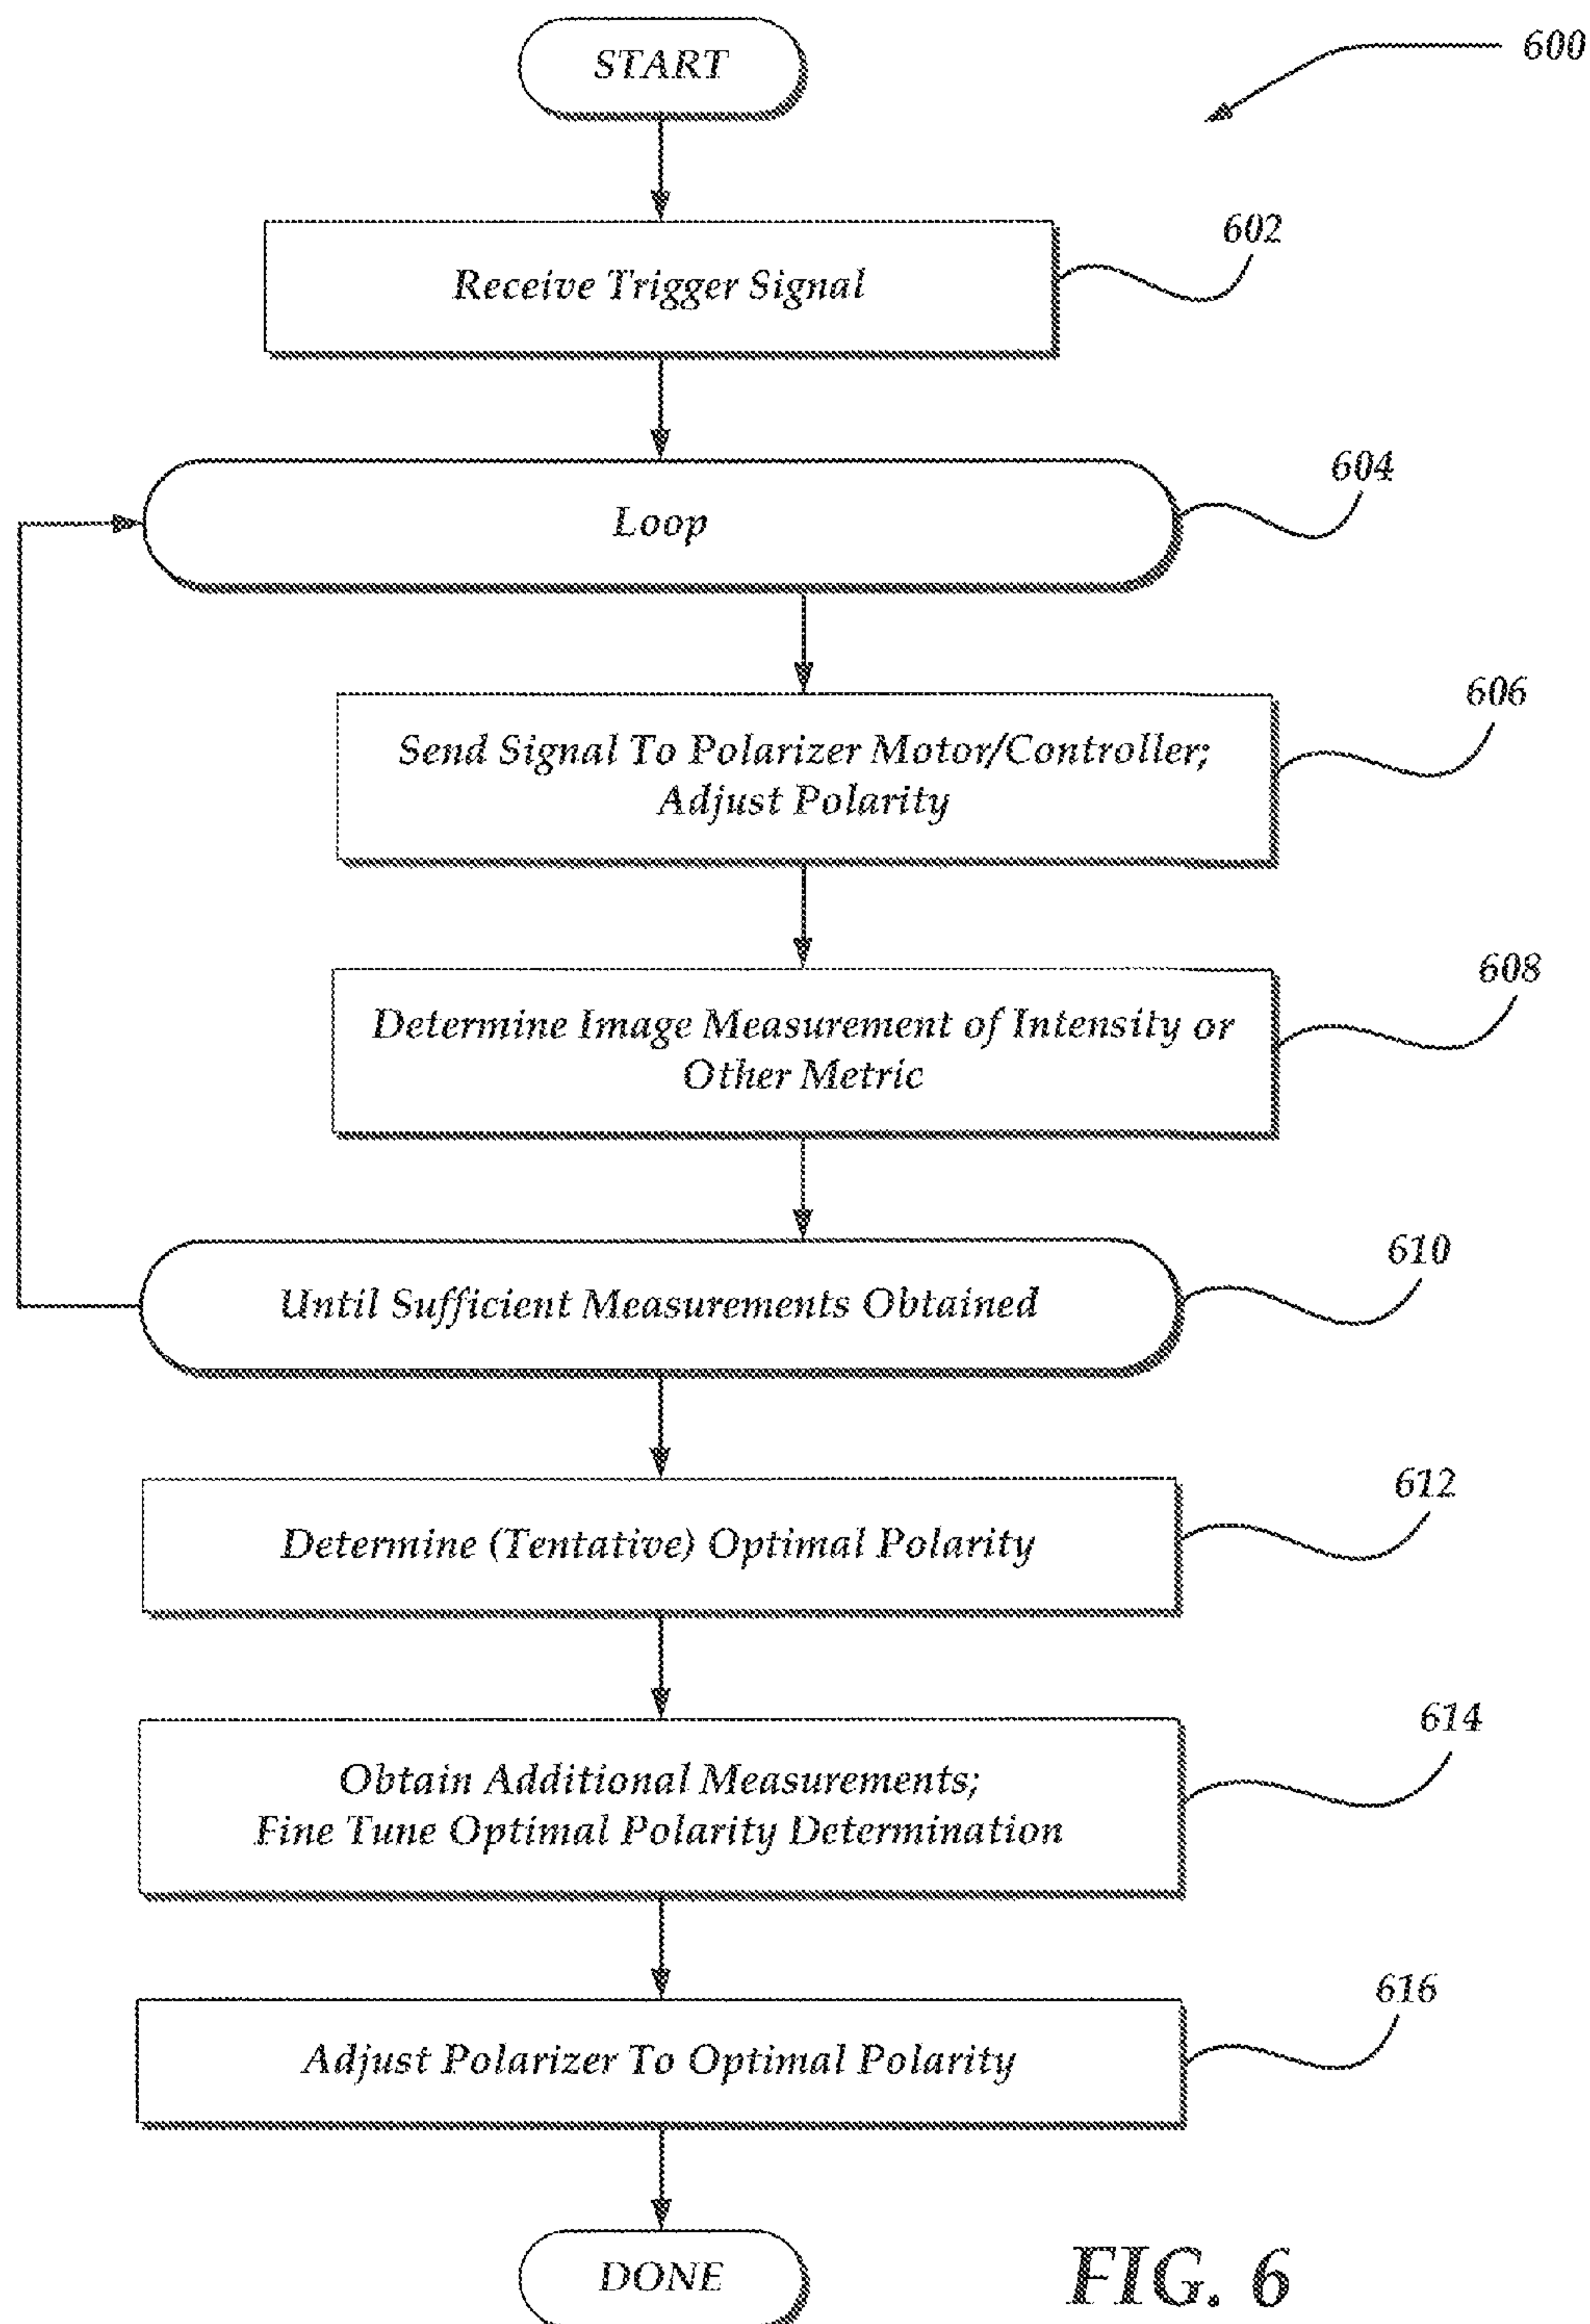 START
600
Receive Trigger Signal
602
Loop
604
Send Signal To Polarizer Motor/Controller;
Adjust Polarity
606
Determine Image Measurement of Intensity or
Other Metric
608
Until Sufficient Measurements Obtained
610
Determine (Tentative) Optimal Polarity
612
Obtain Additional Measurements;
Fine Tune Optimal Polarity Determination
614
Adjust Polarizer To Optimal Polarity
616
DONE
FIG. 6